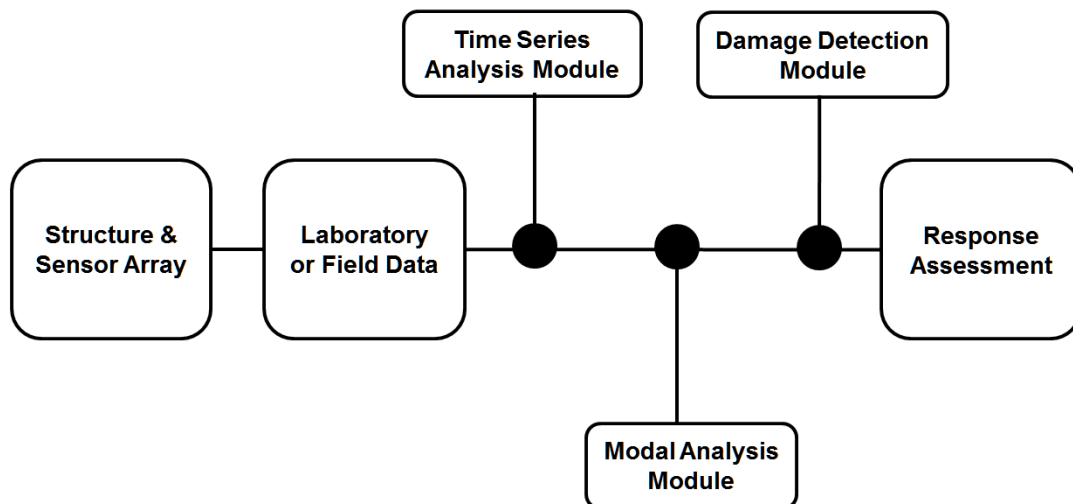 Time Series
Analysis Module
Damage Detection
Module
Structure &
Sensor Array
Laboratory
or Field Data
Response
Assessment
Modal Analysis
Module